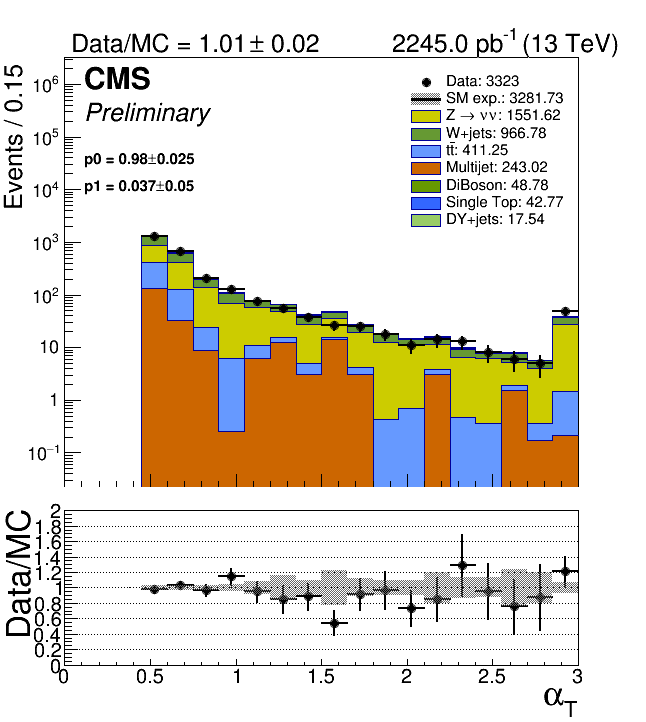 Data/MC = 1.01± 0.02
2245.0 pb⁻¹ (13 TeV)
CMS
Preliminary
p0 = 0.98±0.025
p1 = 0.037±0.05
Data: 3323
SM exp.: 3281.73
Z → νν: 1551.62
W+jets: 966.78
tt̄: 411.25
Multijet: 243.02
DiBoson: 48.78
Single Top: 42.77
DY+jets: 17.54
Events / 0.15
10⁶
10⁵
10⁴
10³
10²
10
1
10⁻¹
Data/MC
2
1.8
1.6
1.4
1.2
1
0.8
0.6
0.4
0.2
0
0 0.5 1 1.5 2 2.5 3
α_T